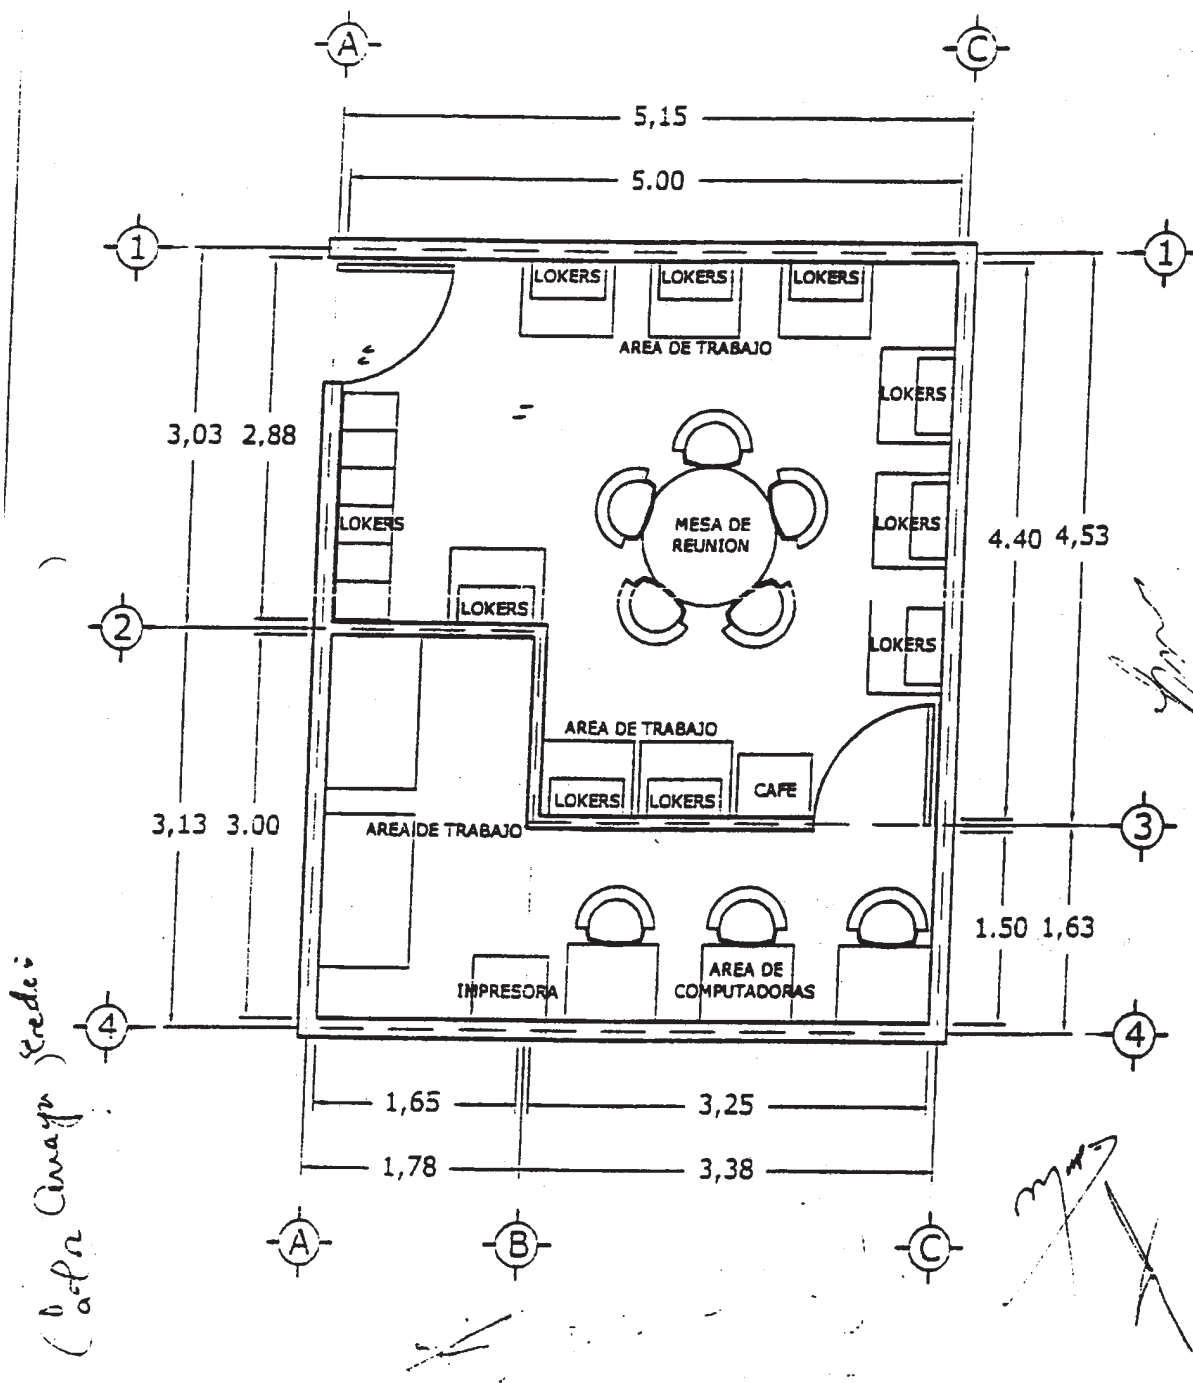 A C
5,15
5.00
1 1
LOKERS LOKERS LOKERS
AREA DE TRABAJO
LOKERS
3,03 2,88
LOKERS
MESA DE
REUNION
LOKERS
4.40 4,53
LOKERS
2
LOKERS
AREA DE TRABAJO
LOKERS LOKERS CAFE
3,13 3.00
AREA DE TRABAJO
3
1.50 1,63
IMPRESORA
AREA DE
COMPUTADORAS
4 4
1,65 3,25
1,78 3,38
A B C